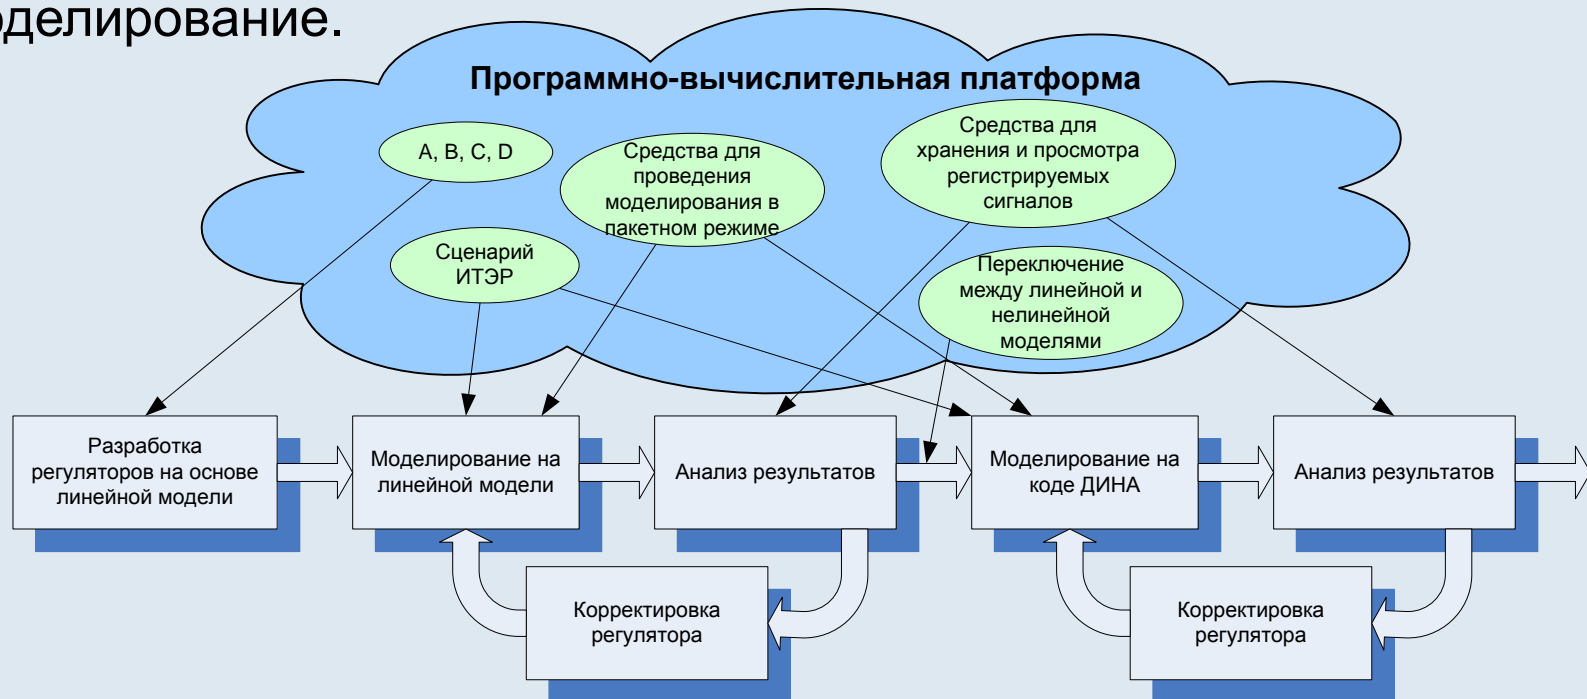 оделирование.
Программно-вычислительная платформа
A, B, C, D
Средства для
проведения
моделирования в
пакетном режиме
Средства для
хранения и просмотра
регистрируемых
сигналов
Сценарий
ИТЭР
Переключение
между линейной и
нелинейной
моделями
Разработка
регуляторов на основе
линейной модели
Моделирование на
линейной модели
Анализ результатов
Моделирование на
коде ДИНА
Анализ результатов
Корректировка
регулятора
Корректировка
регулятора